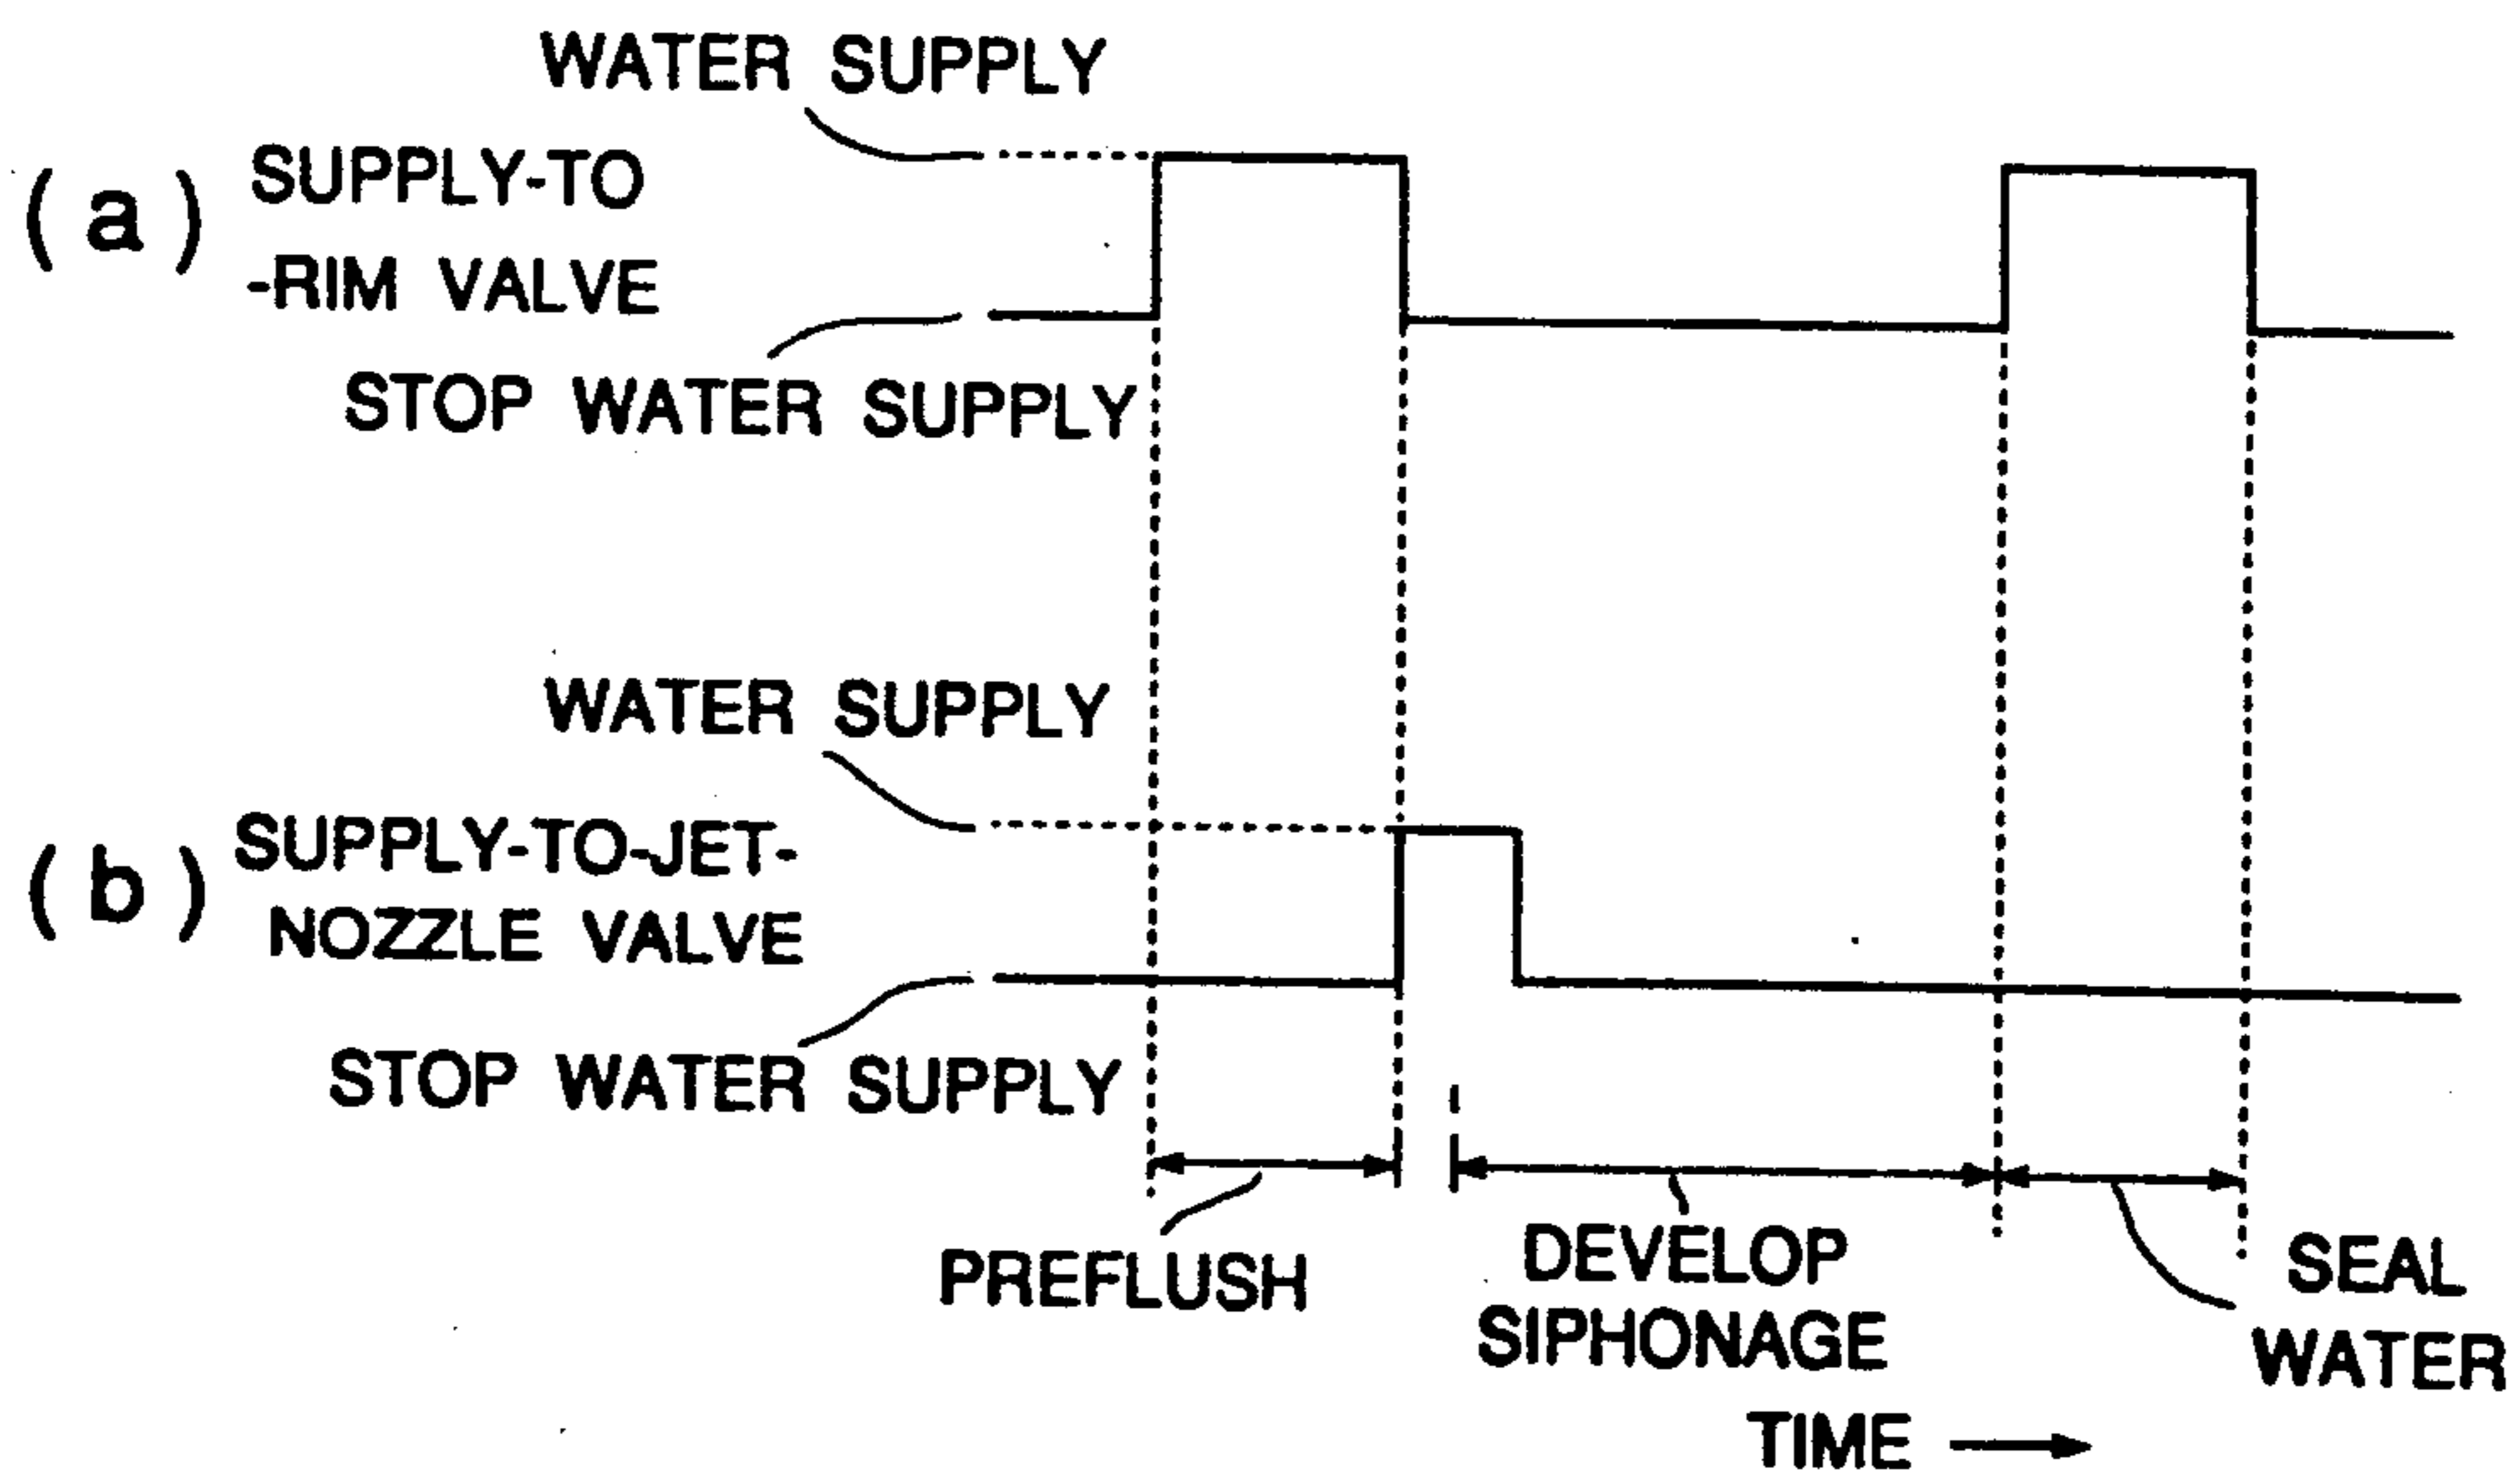 WATER SUPPLY
(a) SUPPLY-TO
-RIM VALVE
STOP WATER SUPPLY
WATER SUPPLY
(b) SUPPLY-TO-JET-
NOZZLE VALVE
STOP WATER SUPPLY
PREFLUSH
DEVELOP
SIPHONAGE
SEAL
WATER
TIME